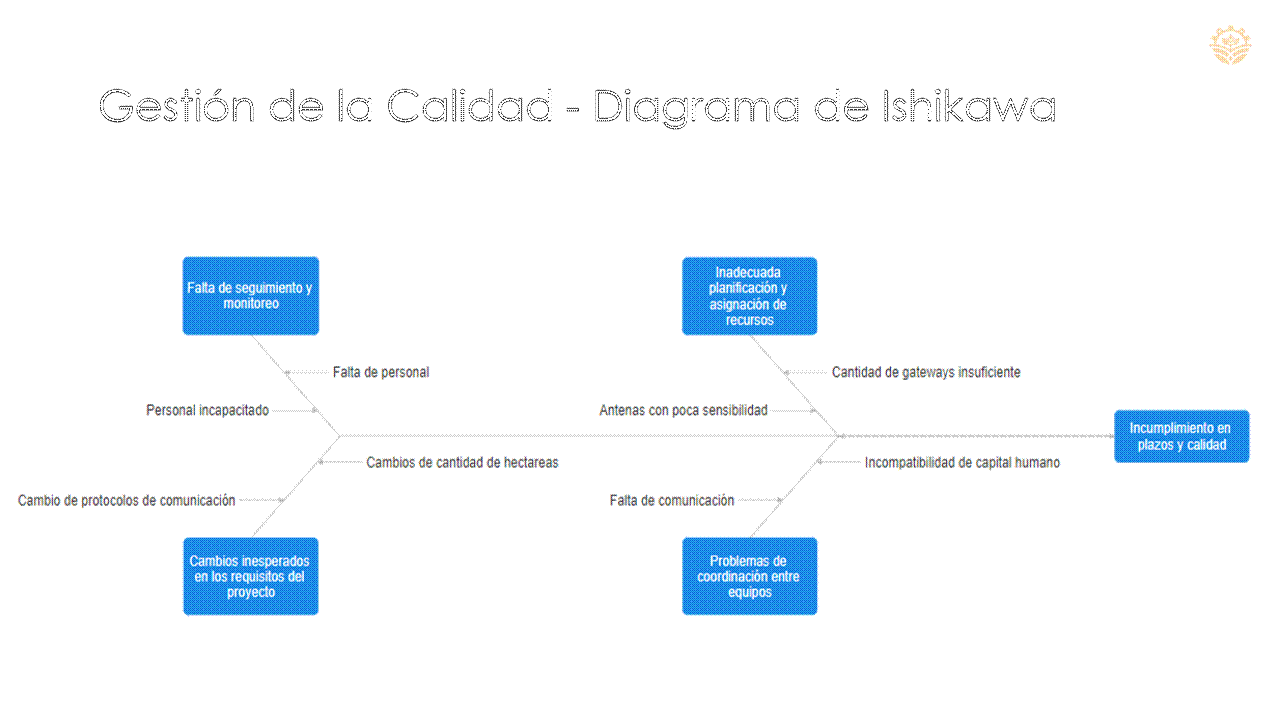 Gestión de la Calidad - Diagrama de Ishikawa
Falta de seguimiento y
monitoreo
Inadecuada
planificación y
asignación de
recursos
Falta de personal
Cantidad de gateways insuficiente
Personal incapacitado
Antenas con poca sensibilidad
Incumplimiento en
plazos y calidad
Cambios de cantidad de hectareas
Incompatibilidad de capital humano
Cambio de protocolos de comunicación
Falta de comunicación
Cambios inesperados
en los requisitos del
proyecto
Problemas de
coordinación entre
equipos